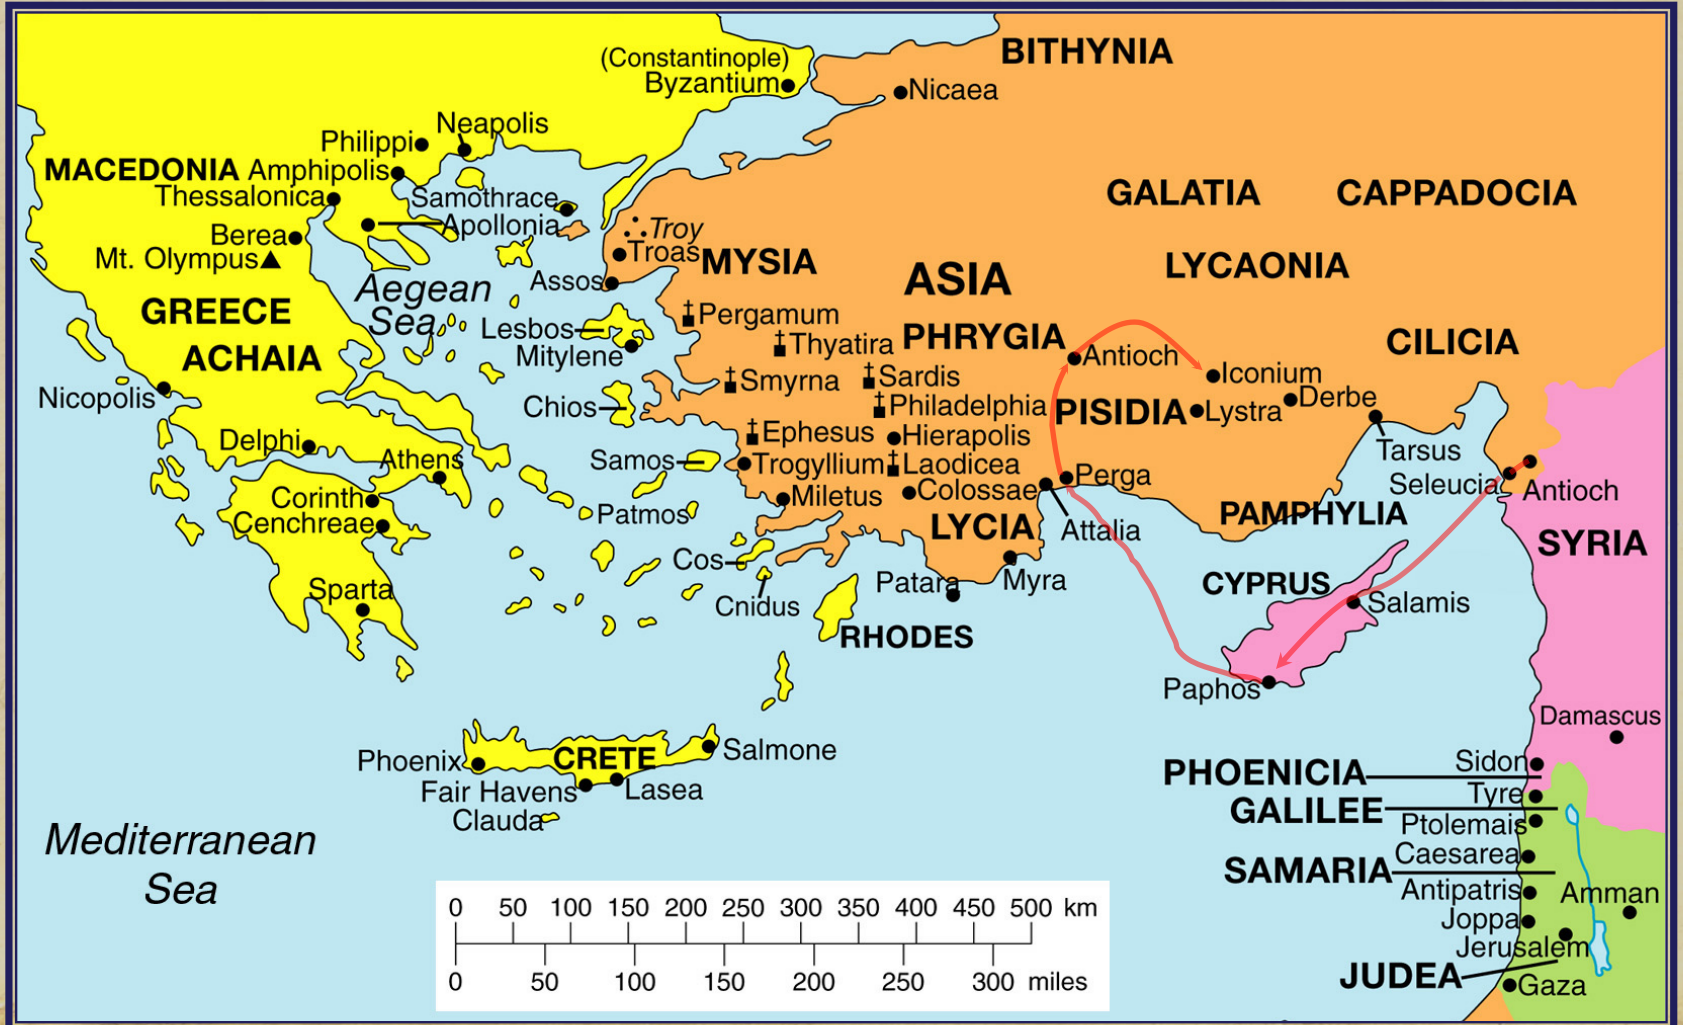 BITHYNIA
(Constantinople)
Byzantium
Nicaea
Neapolis
Philippi
MACEDONIA
Amphipolis
Thessalonica
Samothrace
Apollonia
GALATIA
CAPPADOCIA
Berea
Troy
Troas
Mt. Olympus
MYSIA
LYCAONIA
Assos
ASIA
Aegean
Sea
GREECE
Pergamum
Lesbos
PHRYGIA
Thyatira
CILICIA
ACHAIA
Mitylene
Antioch
Smyrna
Sardis
Iconium
Nicopolis
Chios
Philadelphia
PISIDIA
Lystra
Derbe
Delphi
Ephesus
Hierapolis
Tarsus
Athens
Samos
Trogyllium
Laodicea
Perga
Seleucia
Antioch
Corinth
Miletus
Colossae
Cenchreae
Patmos
LYCIA
Attalia
PAMPHYLIA
SYRIA
Cos
Sparta
Patara
Myra
CYPRUS
Cnidus
Salamis
RHODES
Paphos
Damascus
CRETE
Salmone
Phoenix
Sidon
PHOENICIA
Fair Havens
Lasea
Tyre
GALILEE
Clauda
Ptolemais
Mediterranean
Sea
Caesarea
SAMARIA
Antipatris
Amman
Joppa
Jerusalem
JUDEA
Gaza
0 50 100 150 200 250 300 350 400 450 500 km
0 50 100 150 200 250 300 miles